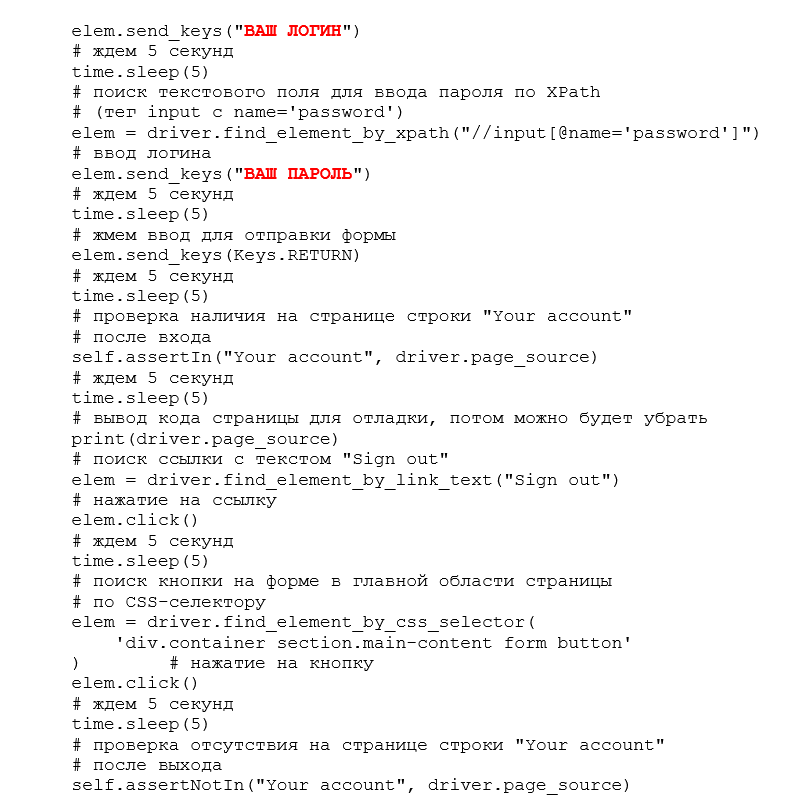 elem.send_keys("ВАШ ЛОГИН")
# ждем 5 секунд
time.sleep(5)
# поиск текстового поля для ввода пароля по XPath
# (тег input с name='password')
elem = driver.find_element_by_xpath("//input[@name='password']")
# ввод логина
elem.send_keys("ВАШ ПАРОЛЬ")
# ждем 5 секунд
time.sleep(5)
# жмем ввод для отправки формы
elem.send_keys(Keys.RETURN)
# ждем 5 секунд
time.sleep(5)
# проверка наличия на странице строки "Your account"
# после входа
self.assertIn("Your account", driver.page_source)
# ждем 5 секунд
time.sleep(5)
# вывод кода страницы для отладки, потом можно будет убрать
print(driver.page_source)
# поиск ссылки с текстом "Sign out"
elem = driver.find_element_by_link_text("Sign out")
# нажатие на ссылку
elem.click()
# ждем 5 секунд
time.sleep(5)
# поиск кнопки на форме в главной области страницы
# по CSS-селектору
elem = driver.find_element_by_css_selector(
    'div.container section.main-content form button'
)        # нажатие на кнопку
elem.click()
# ждем 5 секунд
time.sleep(5)
# проверка отсутствия на странице строки "Your account"
# после выхода
self.assertNotIn("Your account", driver.page_source)